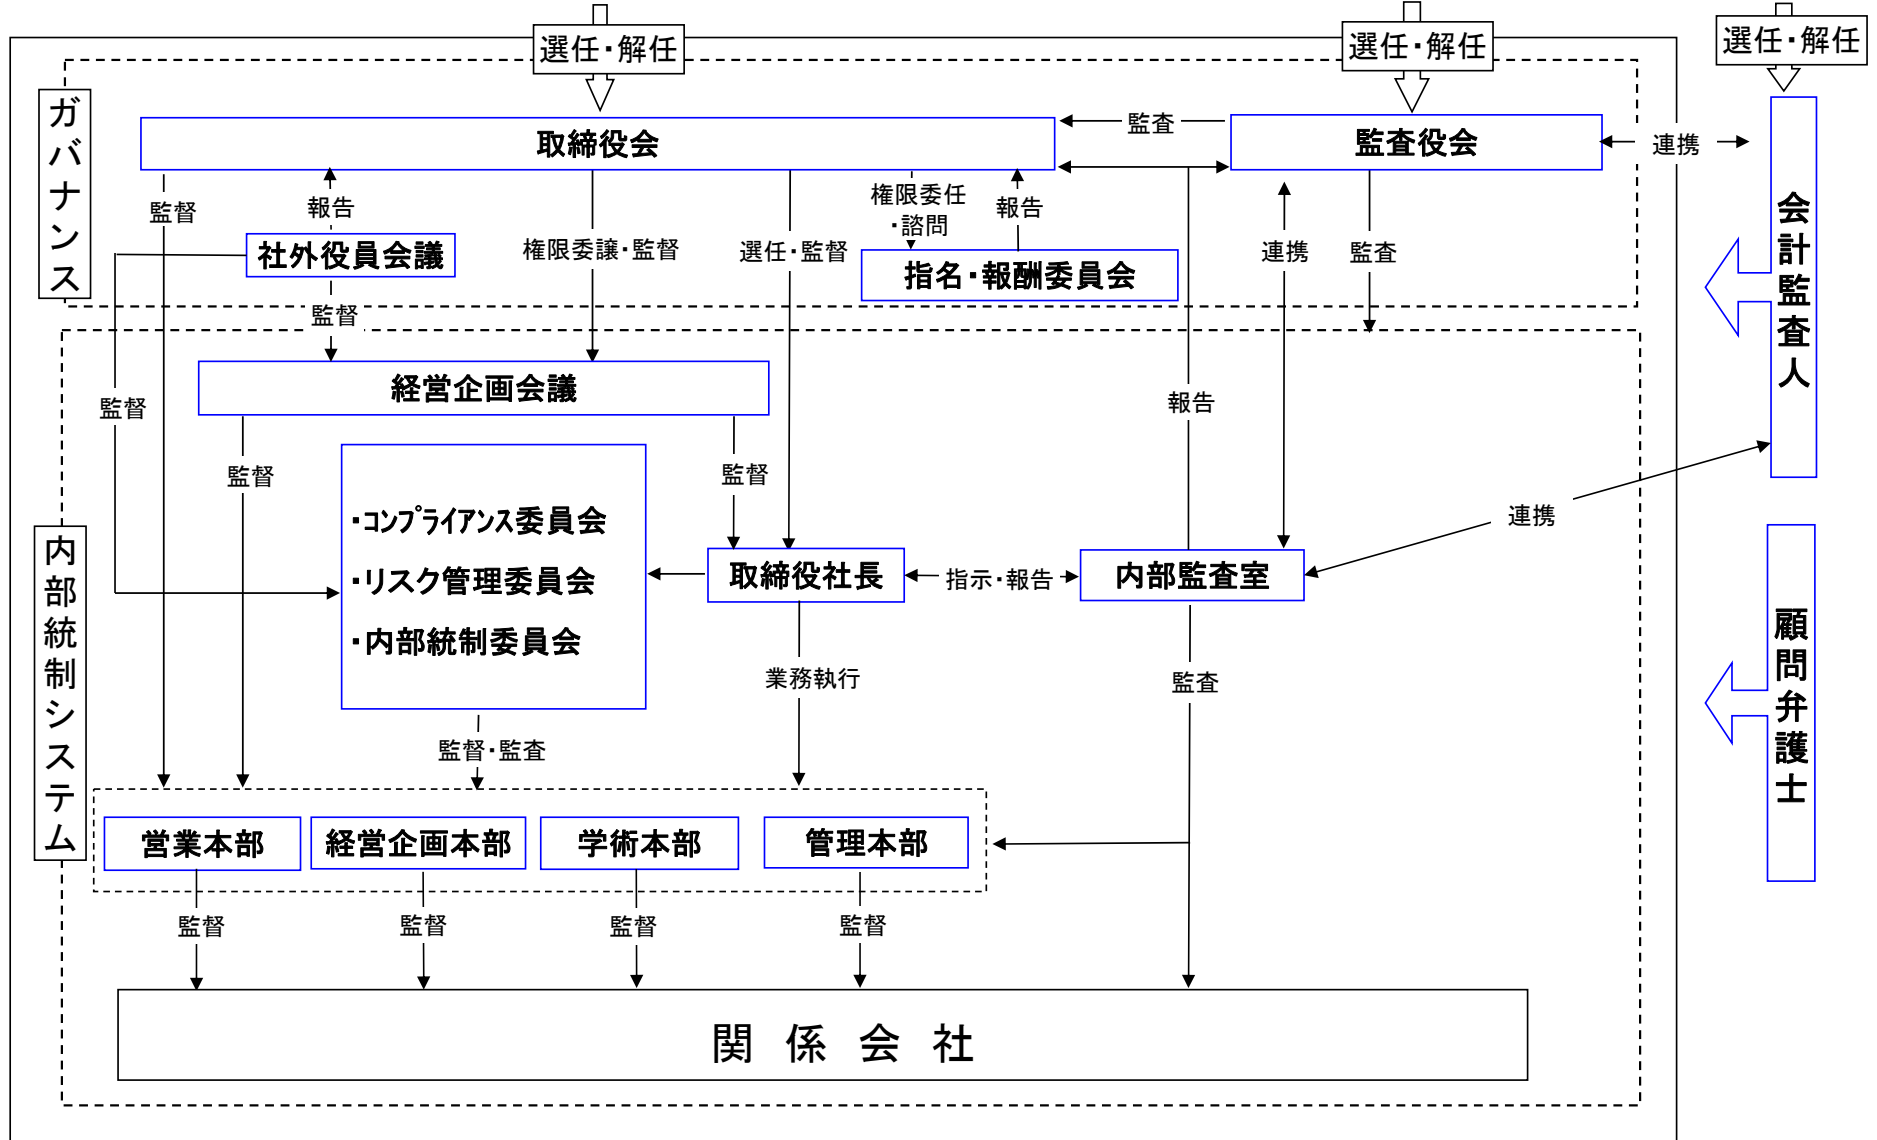 選任・解任
選任・解任
選任・解任
ガバナンス
取締役会
監査
監査役会
連携
監督
報告
権限委任
・諮問
報告
社外役員会議
権限委譲・監督
選任・監督
連携
監査
指名・報酬委員会
会計監査人
監督
経営企画会議
監督
報告
監督
監督
・コンプライアンス委員会
・リスク管理委員会
・内部統制委員会
連携
内部統制システム
取締役社長
指示・報告
内部監査室
顧問弁護士
業務執行
監査
監督・監査
営業本部
経営企画本部
学術本部
管理本部
監督
監督
監督
監督
関係会社